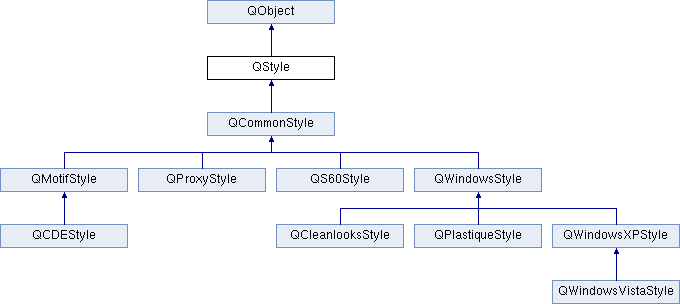 QObject
QStyle
QCommonStyle
QMotifStyle
QProxyStyle
QS60Style
QWindowsStyle
QCDEStyle
QCleanlooksStyle
QPlastiqueStyle
QWindowsXPStyle
QWindowsVistaStyle